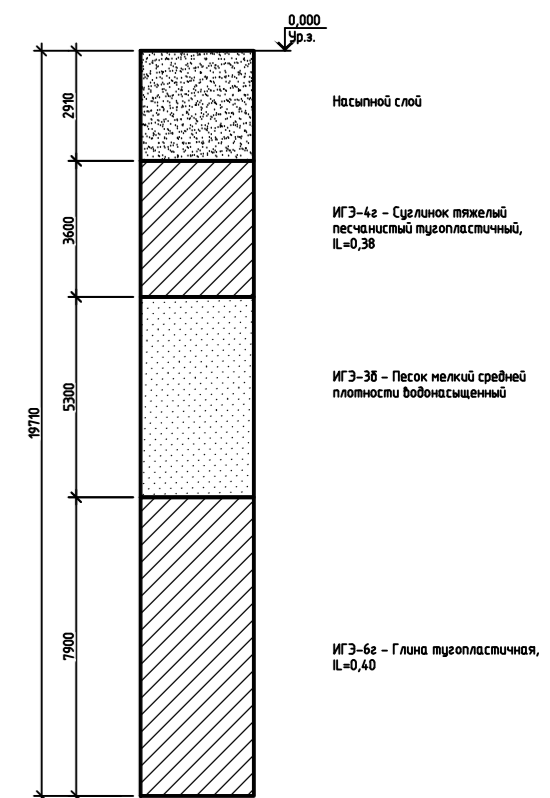 0,000
Ур.з.
2910
Насыпной слой
3600
ИГЭ-4г - Суглинок тяжелый
песчанистый тугопластичный,
IL=0,38
5300
ИГЭ-3б - Песок мелкий средней
плотности водонасыщенный
19710
7900
ИГЭ-6г - Глина тугопластичная,
IL=0,40